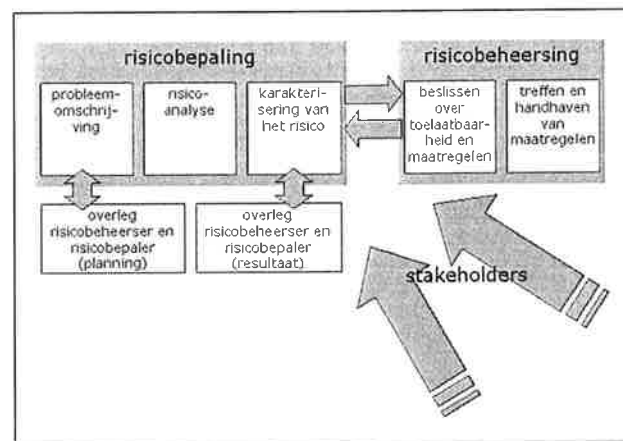 risicobepaling
probleem-
omschrij-
ving
risico-
analyse
karakteri-
sering van
het risico
risicobeheersing
beslissen
over
toelaatbaar-
heid en
maatregelen
treffen en
handhaven
van
maatregelen
overleg
risicobeheerser en
risicobepaler
(planning)
overleg
risicobeheerser en
risicobepaler
(resultaat)
stakeholders